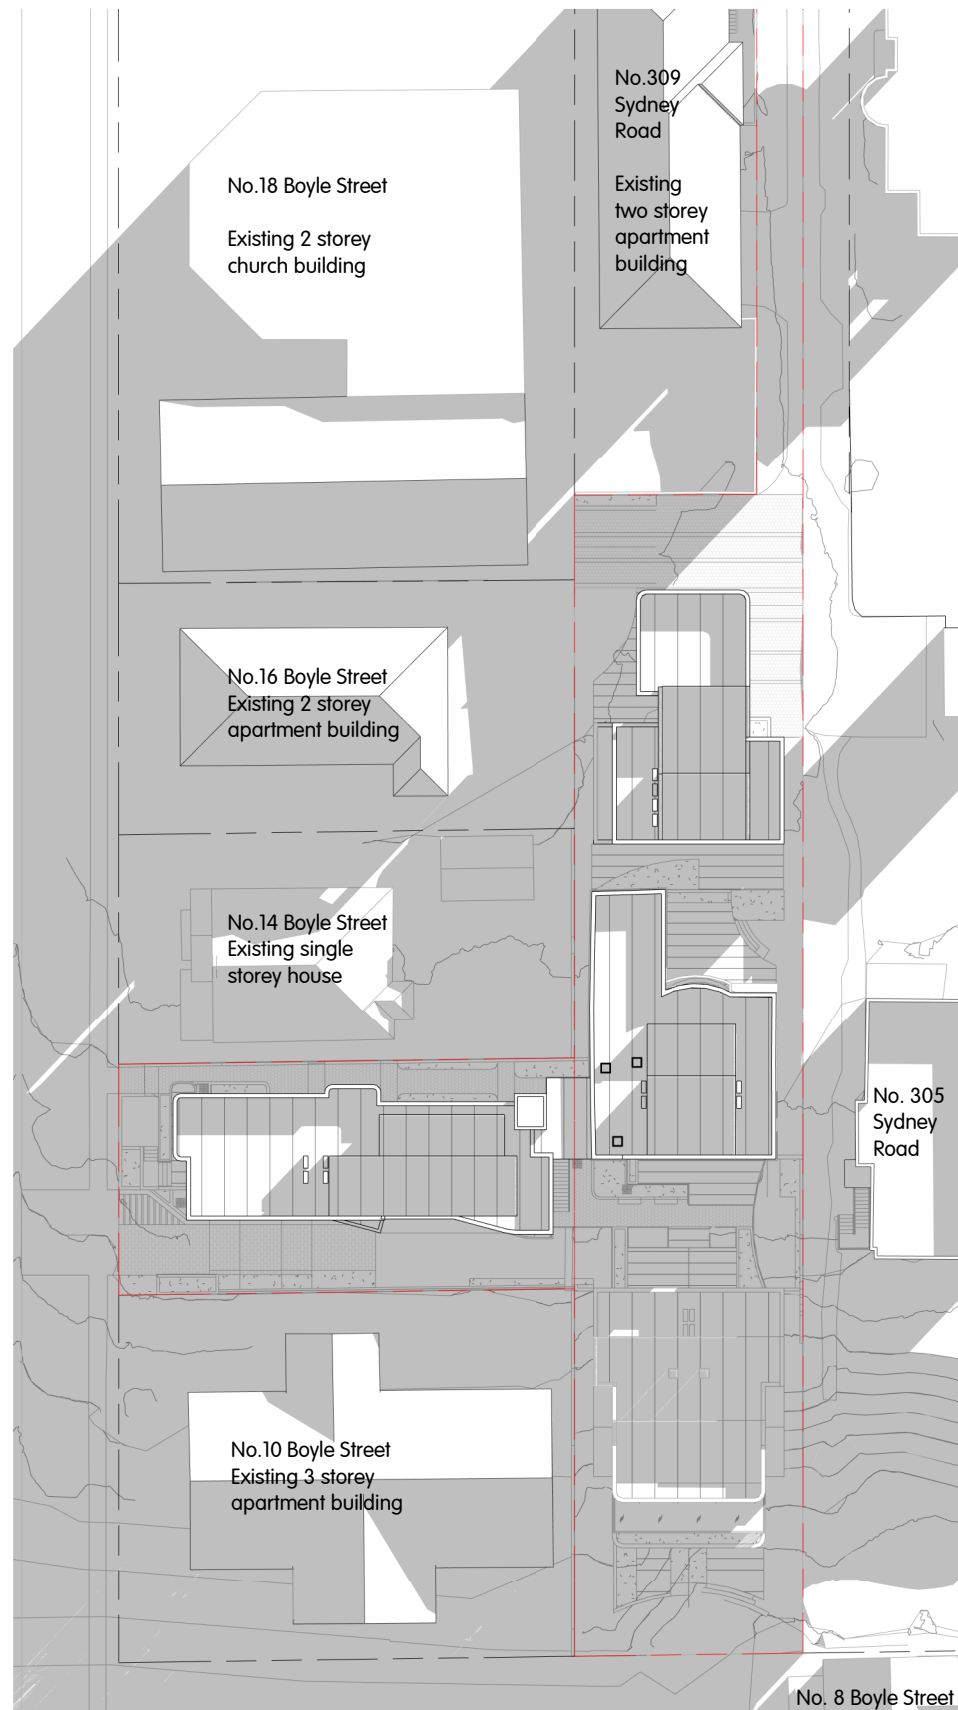 No.309
Sydney
Road
Existing
two storey
apartment
building
No.18 Boyle Street
Existing 2 storey
church building
No.16 Boyle Street
Existing 2 storey
apartment building
No.14 Boyle Street
Existing single
storey house
No. 305
Sydney
Road
No.10 Boyle Street
Existing 3 storey
apartment building
No. 8 Boyle Street